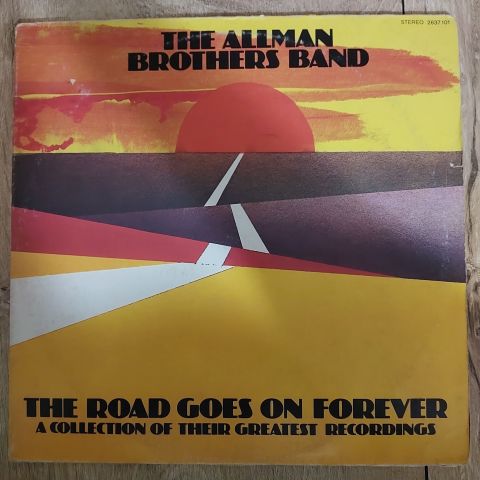 STEREO 2637 101
THE ALLMAN
BROTHERS BAND
THE ROAD GOES ON FOREVER
A COLLECTION OF THEIR GREATEST RECORDINGS